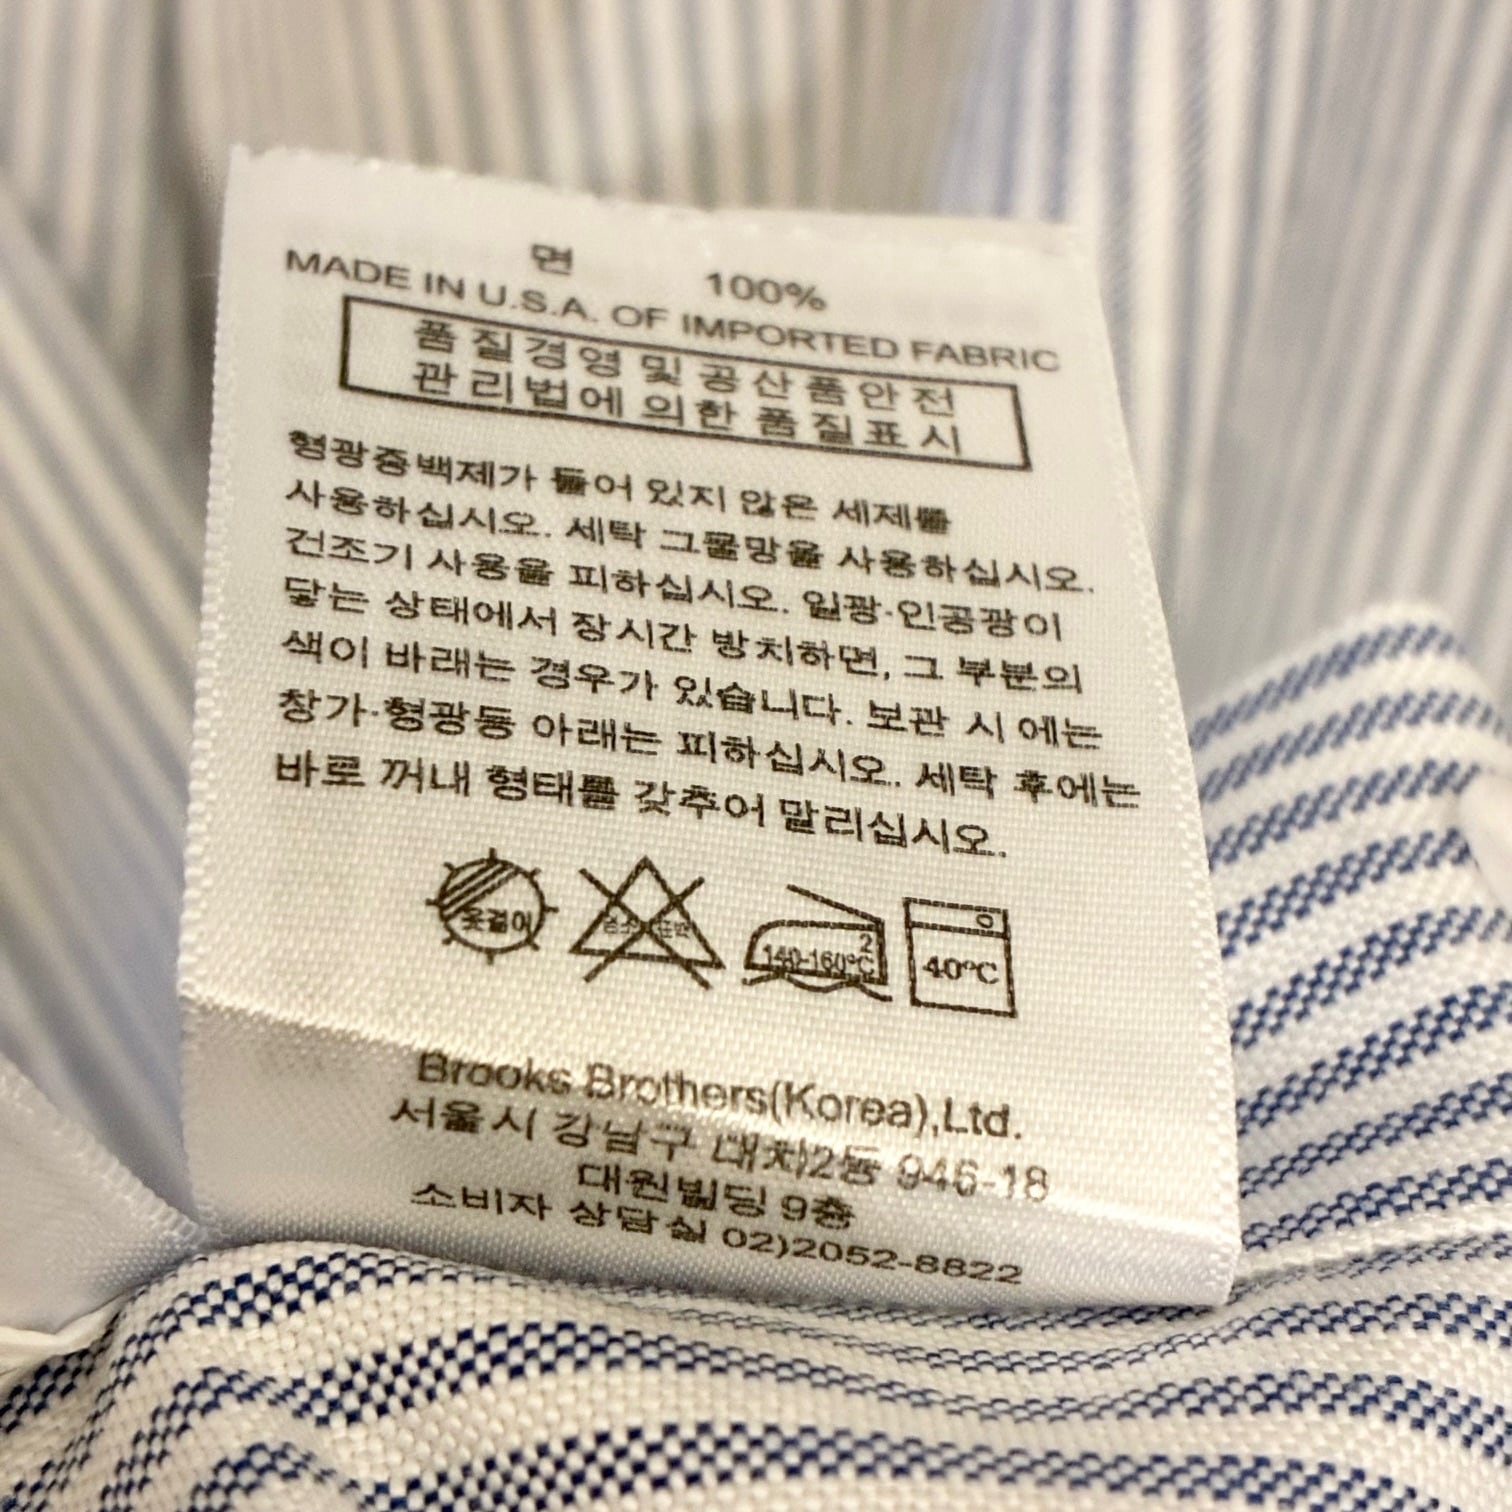 면 100%
MADE IN U.S.A. OF IMPORTED FABRIC
품질경영 및 공산품안전
관리법에 의한 품질표시
형광증백제가 들어 있지 않은 세제를
사용하십시오. 세탁 그물망을 사용하십시오.
건조기 사용을 피하십시오. 일광·인공광이
닿는 상태에서 장시간 방치하면, 그 부분의
색이 바래는 경우가 있습니다. 보관 시 에는
창가·형광등 아래는 피하십시오. 세탁 후에는
바로 꺼내 형태를 갖추어 말리십시오.
옷걸이 염소 표백 2 140-160°C 40°C
Brooks Brothers(Korea),Ltd.
서울시 강남구 대치2동 946-18
대원빌딩 9층
소비자 상담실 02)2052-8822